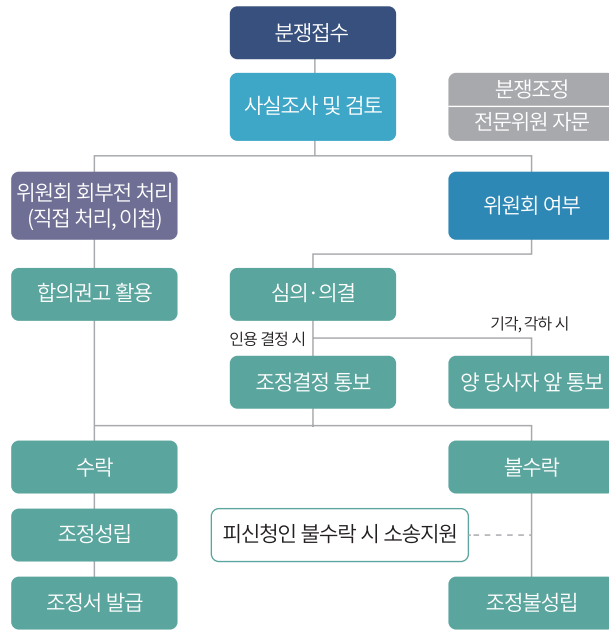 분쟁접수
사실조사 및 검토
분쟁조정
전문위원 자문
위원회 회부전 처리
(직접 처리, 이첩)
위원회 여부
합의권고 활용
심의·의결
인용 결정 시
기각, 각하 시
조정결정 통보
양 당사자 앞 통보
수락
불수락
조정성립
피신청인 불수락 시 소송지원
조정서 발급
조정불성립